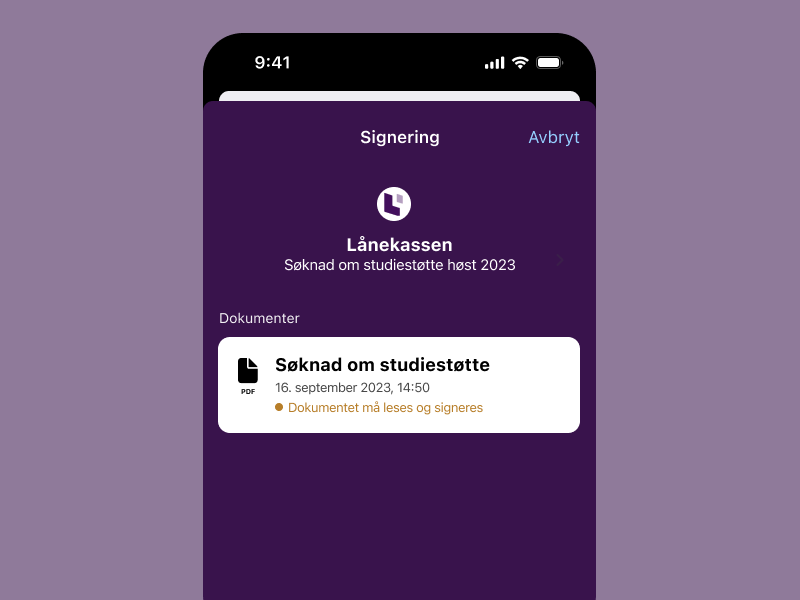 9:41
Signering
Avbryt
Lånekassen
Søknad om studiestøtte høst 2023
Dokumenter
Søknad om studiestøtte
PDF
16. september 2023, 14:50
Dokumentet må leses og signeres